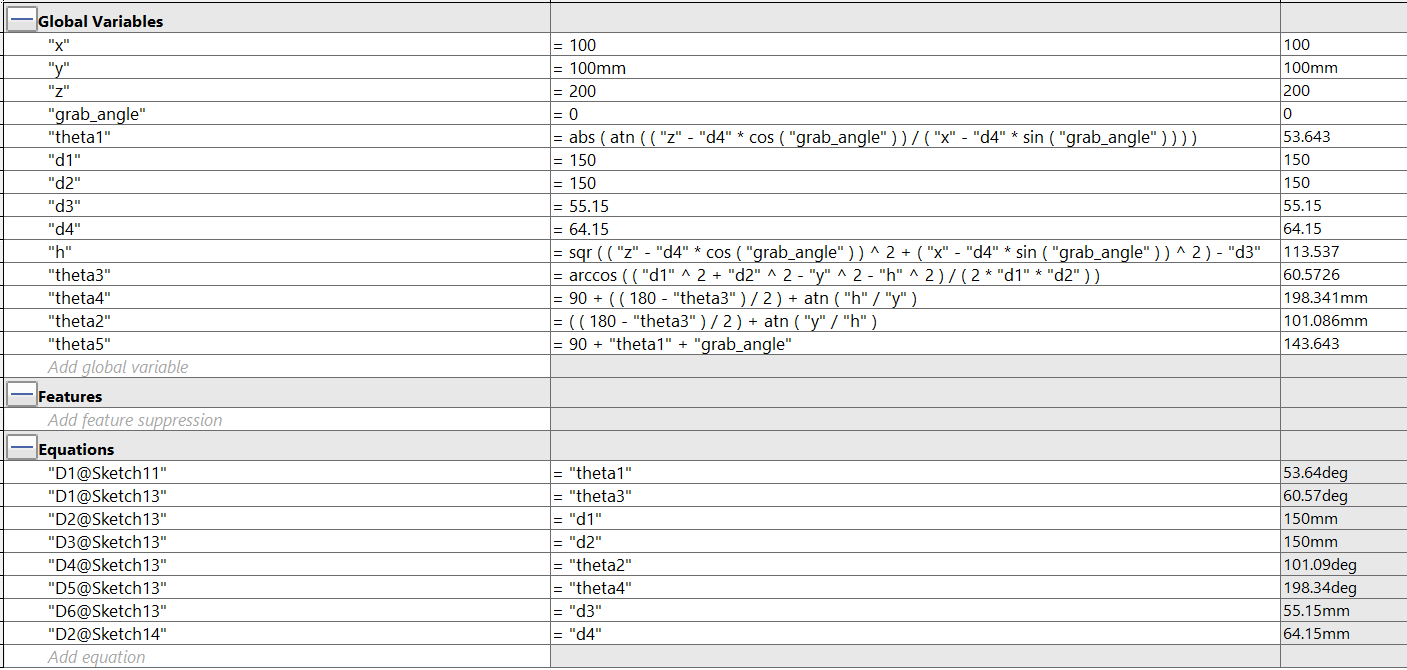 Global Variables
"x" = 100 100
"y" = 100mm 100mm
"z" = 200 200
"grab_angle" = 0 0
"theta1" = abs ( atn ( ( "z" - "d4" * cos ( "grab_angle" ) ) / ( "x" - "d4" * sin ( "grab_angle" ) ) ) ) 53.643
"d1" = 150 150
"d2" = 150 150
"d3" = 55.15 55.15
"d4" = 64.15 64.15
"h" = sqr ( ( "z" - "d4" * cos ( "grab_angle" ) ) ^ 2 + ( "x" - "d4" * sin ( "grab_angle" ) ) ^ 2 ) - "d3" 113.537
"theta3" = arccos ( ( "d1" ^ 2 + "d2" ^ 2 - "y" ^ 2 - "h" ^ 2 ) / ( 2 * "d1" * "d2" ) ) 60.5726
"theta4" = 90 + ( ( 180 - "theta3" ) / 2 ) + atn ( "h" / "y" ) 198.341mm
"theta2" = ( ( 180 - "theta3" ) / 2 ) + atn ( "y" / "h" ) 101.086mm
"theta5" = 90 + "theta1" + "grab_angle" 143.643
Add global variable
Features
Add feature suppression
Equations
"D1@Sketch11" = "theta1" 53.64deg
"D1@Sketch13" = "theta3" 60.57deg
"D2@Sketch13" = "d1" 150mm
"D3@Sketch13" = "d2" 150mm
"D4@Sketch13" = "theta2" 101.09deg
"D5@Sketch13" = "theta4" 198.34deg
"D6@Sketch13" = "d3" 55.15mm
"D2@Sketch14" = "d4" 64.15mm
Add equation